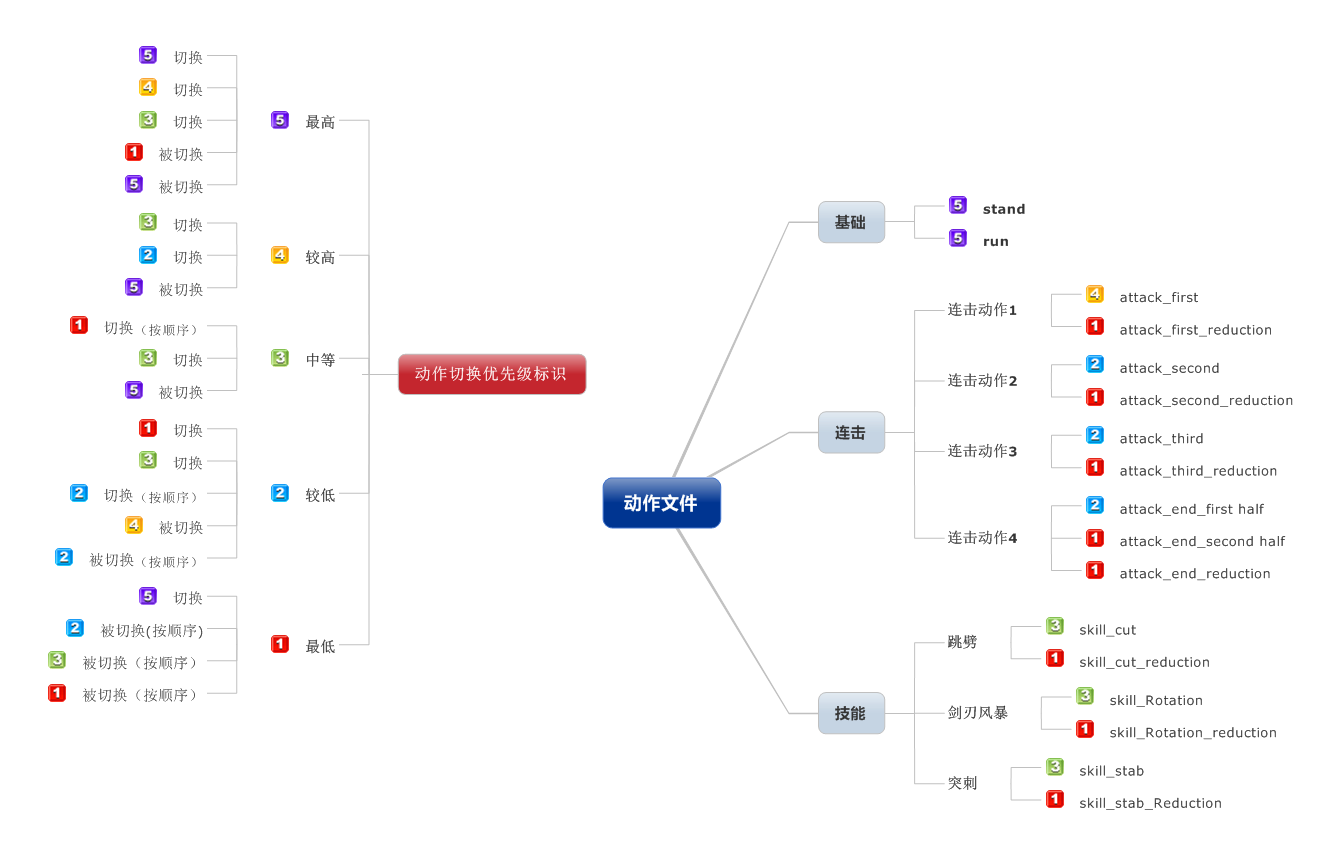 5 切换
4 切换
3 切换
1 被切换
5 被切换
5 最高
3 切换
2 切换
5 被切换
4 较高
1 切换（按顺序）
3 切换
5 被切换
3 中等
1 切换
3 切换
2 切换（按顺序）
4 被切换
2 被切换（按顺序）
2 较低
5 切换
2 被切换(按顺序)
3 被切换（按顺序）
1 被切换（按顺序）
1 最低
动作切换优先级标识
动作文件
基础
5 stand
5 run
连击
连击动作1
4 attack_first
1 attack_first_reduction
连击动作2
2 attack_second
1 attack_second_reduction
连击动作3
2 attack_third
1 attack_third_reduction
连击动作4
2 attack_end_first half
1 attack_end_second half
1 attack_end_reduction
技能
跳劈
3 skill_cut
1 skill_cut_reduction
剑刃风暴
3 skill_Rotation
1 skill_Rotation_reduction
突刺
3 skill_stab
1 skill_stab_Reduction